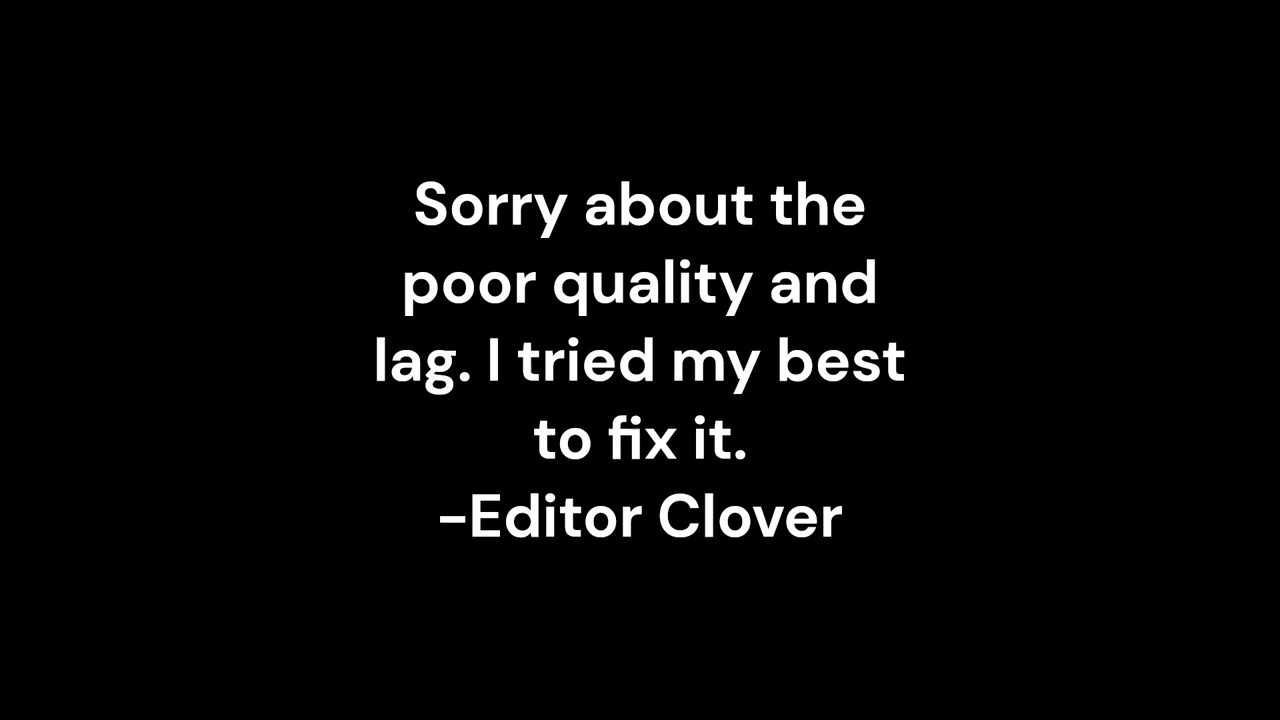 Sorry about the
poor quality and
lag. I tried my best
to fix it.
-Editor Clover